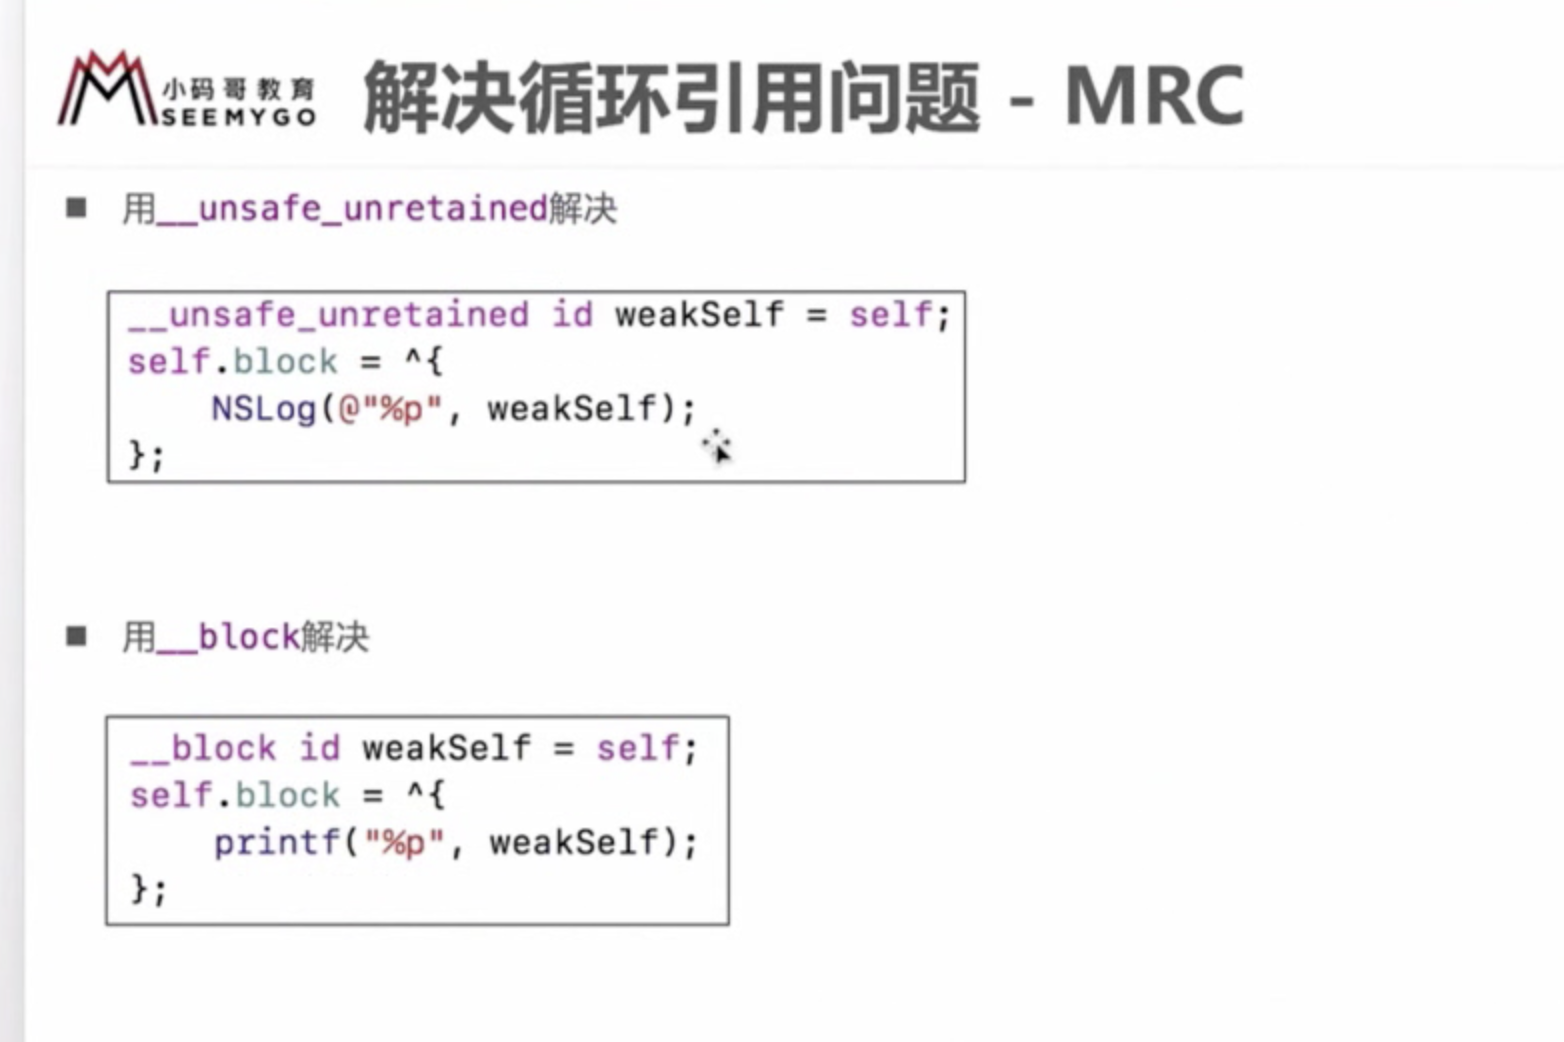 小码哥教育
SEEMYGO
解决循环引用问题 - MRC
■ 用__unsafe_unretained解决
__unsafe_unretained id weakSelf = self;
self.block = ^{
    NSLog(@"%p", weakSelf);
};
■ 用__block解决
__block id weakSelf = self;
self.block = ^{
    printf("%p", weakSelf);
};